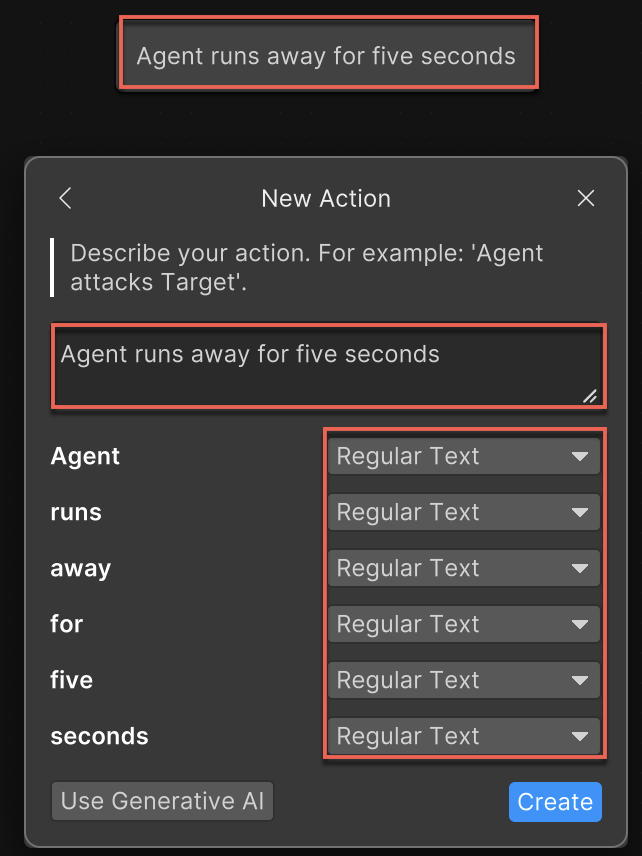 Agent runs away for five seconds
New Action
Describe your action. For example: 'Agent
attacks Target'.
Agent runs away for five seconds
Agent Regular Text
runs Regular Text
away Regular Text
for Regular Text
five Regular Text
seconds Regular Text
Use Generative AI Create